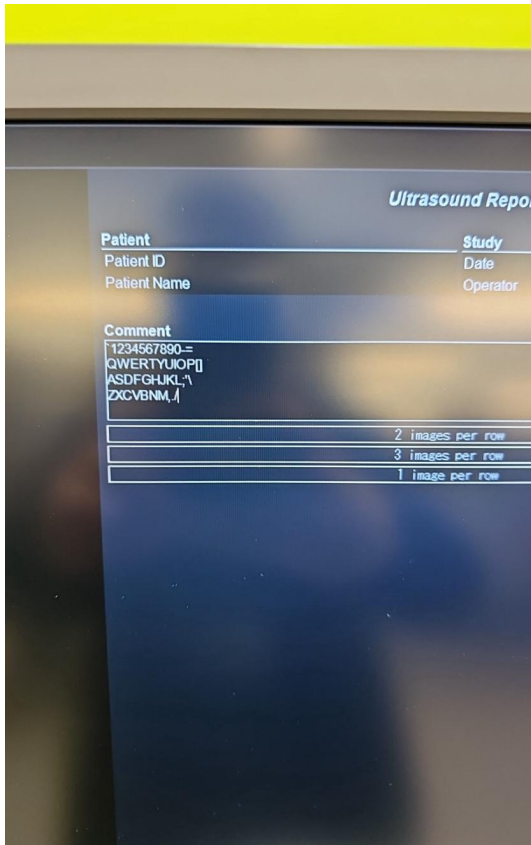 Ultrasound Repo
Patient
Study
Patient ID
Date
Patient Name
Operator
Comment
`1234567890-=
QWERTYUIOP[]
ASDFGHJKL;'\
ZXCVBNM,./
2 images per row
3 images per row
1 image per row